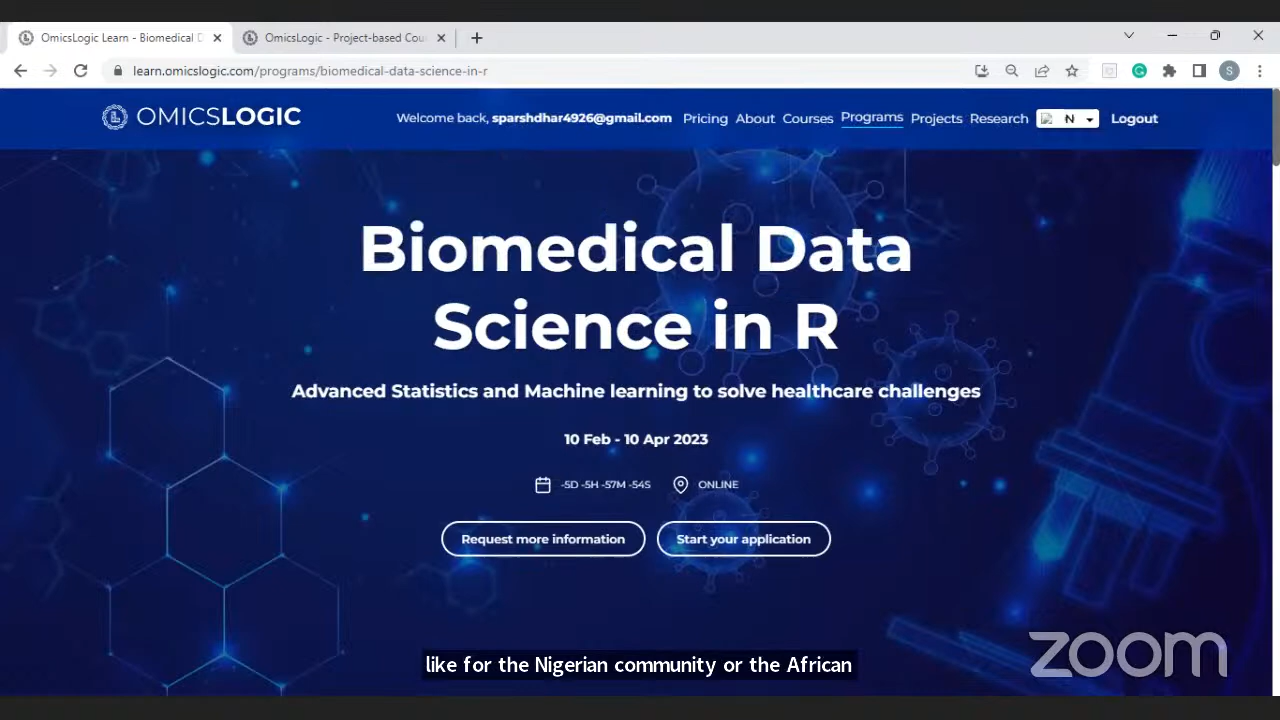 OmicsLogic Learn - Biomedical D
OmicsLogic - Project-based Cou
learn.omicslogic.com/programs/biomedical-data-science-in-r
S
OMICSLOGIC
Welcome back, sparshdhar4926@gmail.com
Pricing About Courses Programs Projects Research
Logout
Biomedical Data
Science in R
Advanced Statistics and Machine learning to solve healthcare challenges
10 Feb - 10 Apr 2023
-5D -5H -57M -54S ONLINE
Request more information Start your application
like for the Nigerian community or the African
zoom